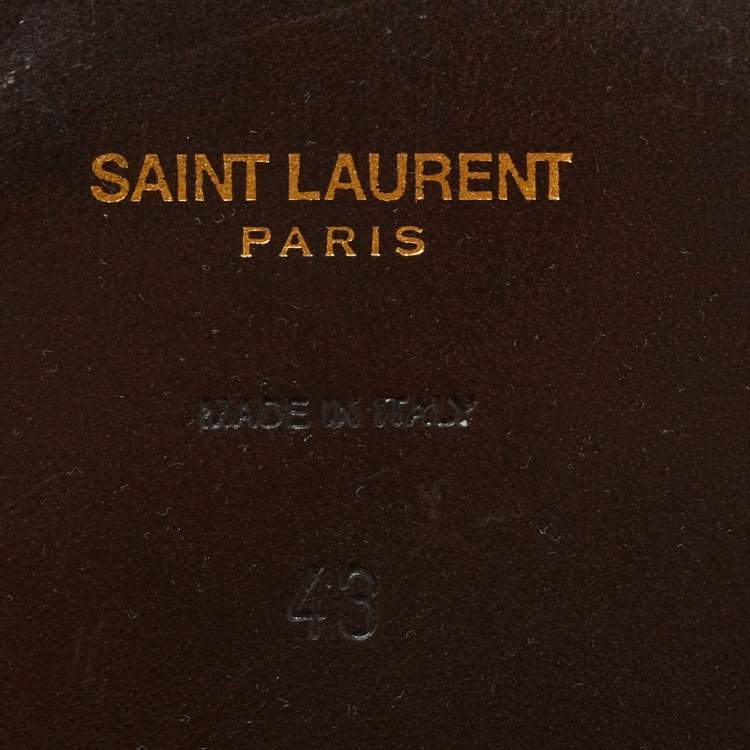 SAINT LAURENT
PARIS
MADE IN ITALY
43